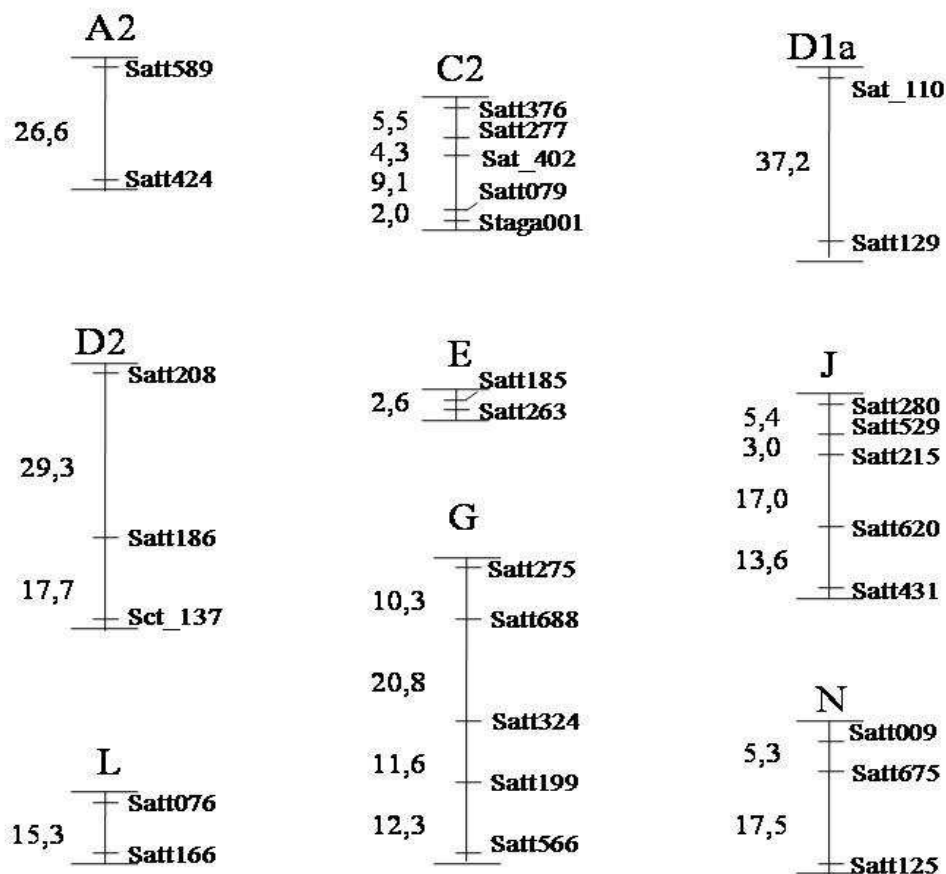 A2
Satt589
26,6
Satt424
C2
Satt376
5,5
Satt277
4,3
Sat_402
9,1
Satt079
2,0
Staga001
D1a
Sat_110
37,2
Satt129
D2
Satt208
29,3
Satt186
17,7
Sct_137
E
Satt185
2,6
Satt263
J
Satt280
5,4
Satt529
3,0
Satt215
17,0
Satt620
13,6
Satt431
L
Satt076
15,3
Satt166
G
Satt275
10,3
Satt688
20,8
Satt324
11,6
Satt199
12,3
Satt566
N
Satt009
5,3
Satt675
17,5
Satt125